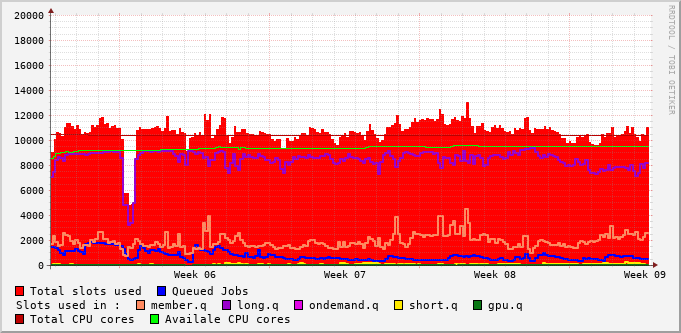 20000
18000
16000
14000
12000
10000
8000
6000
4000
2000
0
Week 06 Week 07 Week 08 Week 09
RRDTOOL / TOBI OETIKER
Total slots used Queued Jobs
Slots used in : member.q long.q ondemand.q short.q gpu.q
Total CPU cores Availale CPU cores